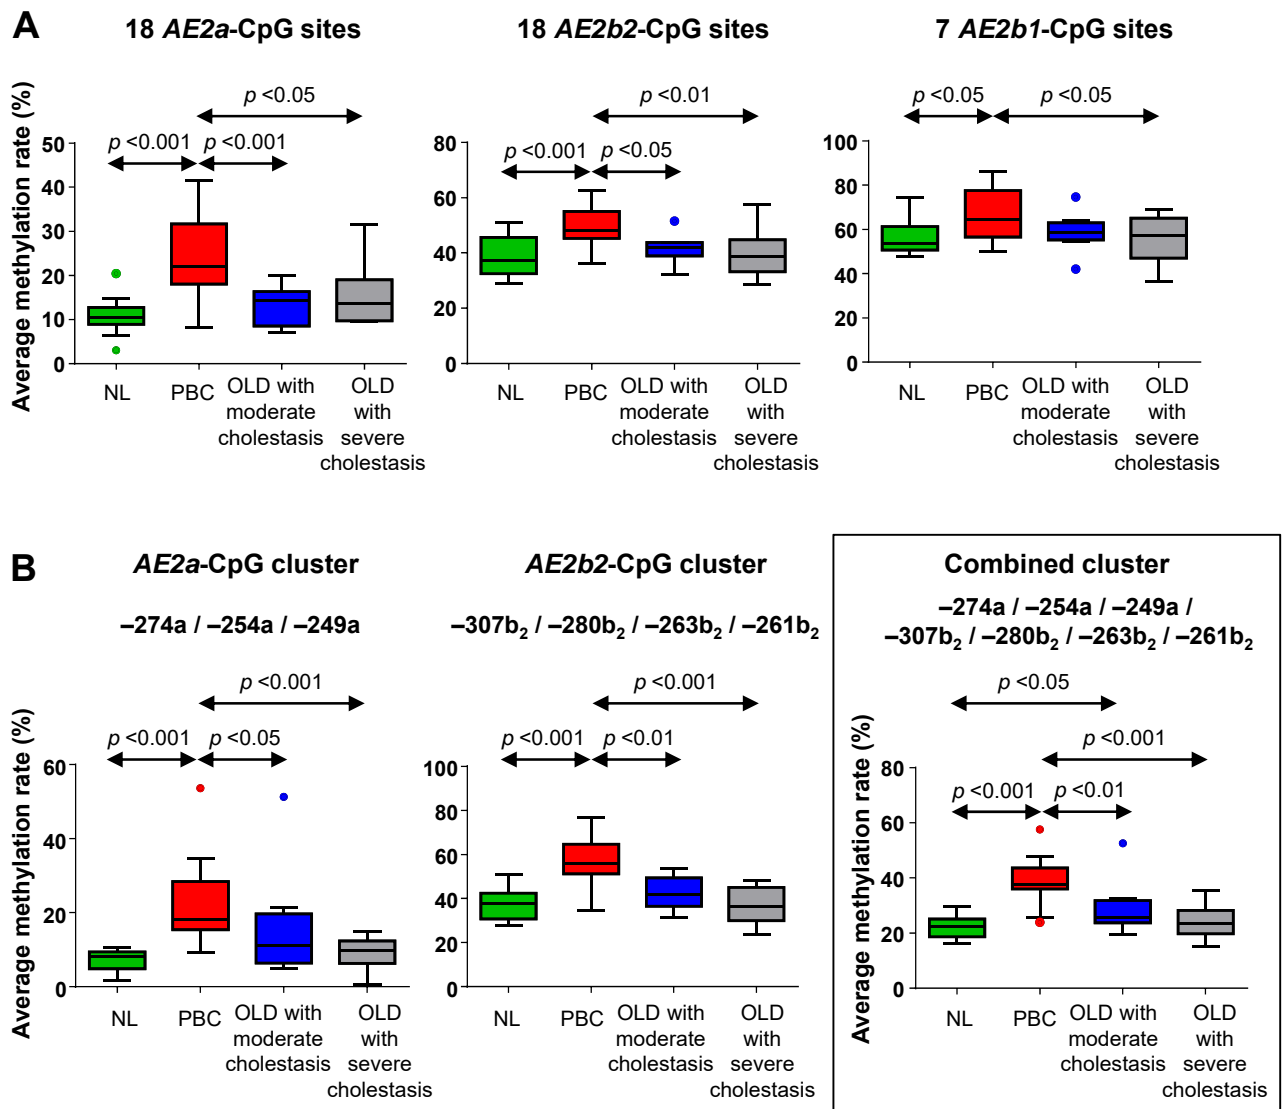 A
18 AE2a-CpG sites
18 AE2b2-CpG sites
7 AE2b1-CpG sites
Average methylation rate (%)
p <0.05
p <0.001
p <0.001
50
40
30
20
10
0
NL
PBC
OLD with
moderate
cholestasis
OLD
with
severe
cholestasis
p <0.01
p <0.001
p <0.05
80
60
40
20
0
NL
PBC
OLD with
moderate
cholestasis
OLD
with
severe
cholestasis
p <0.05
p <0.05
100
80
60
40
20
0
NL
PBC
OLD with
moderate
cholestasis
OLD
with
severe
cholestasis
B
AE2a-CpG cluster
–274a / –254a / –249a
Average methylation rate (%)
p <0.001
p <0.001
p <0.05
60
40
20
0
NL
PBC
OLD with
moderate
cholestasis
OLD
with
severe
cholestasis
AE2b2-CpG cluster
–307b₂ / –280b₂ / –263b₂ / –261b₂
p <0.001
p <0.001
p <0.01
100
80
60
40
20
0
NL
PBC
OLD with
moderate
cholestasis
OLD
with
severe
cholestasis
Combined cluster
–274a / –254a / –249a /
–307b₂ / –280b₂ / –263b₂ / –261b₂
Average methylation rate (%)
p <0.05
p <0.001
p <0.001
p <0.01
80
60
40
20
0
NL
PBC
OLD with
moderate
cholestasis
OLD
with
severe
cholestasis